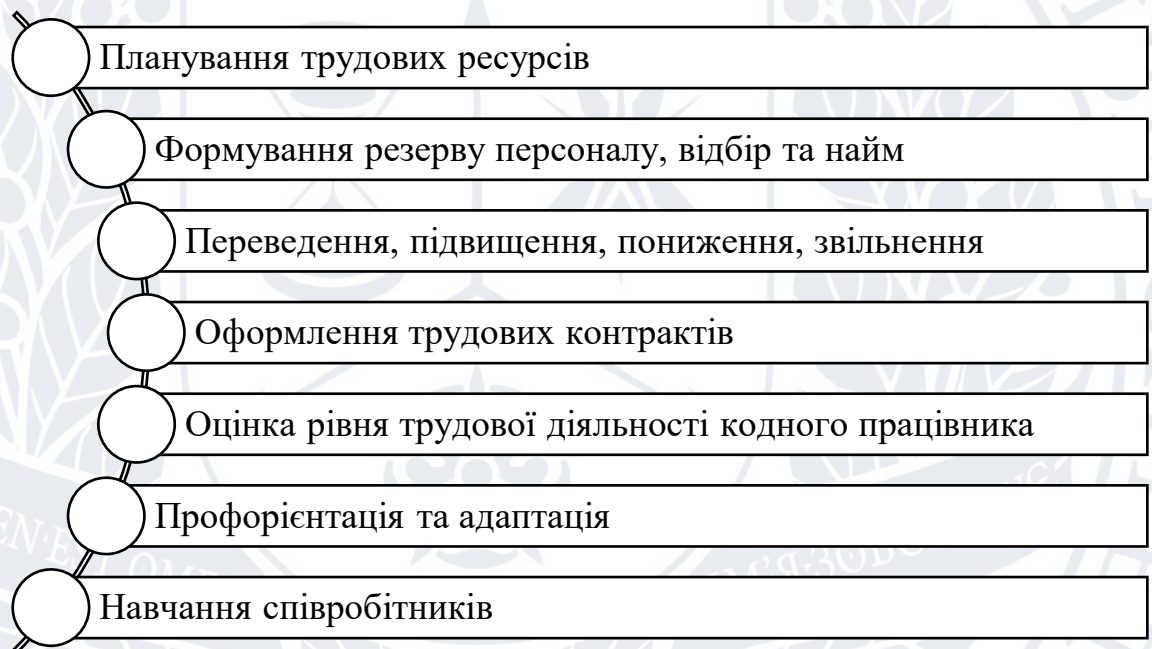 Планування трудових ресурсів
Формування резерву персоналу, відбір та найм
Переведення, підвищення, пониження, звільнення
Оформлення трудових контрактів
Оцінка рівня трудової діяльності кодного працівника
Профорієнтація та адаптація
Навчання співробітників